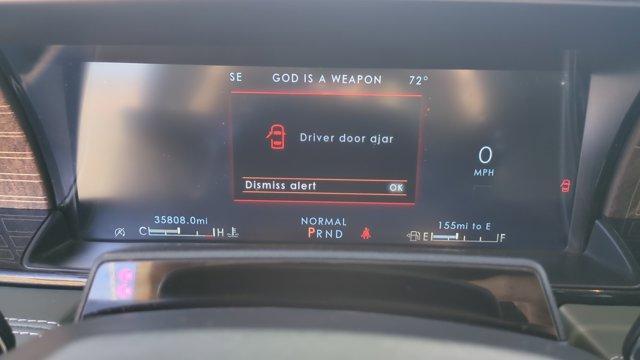 SE GOD IS A WEAPON 72°
Driver door ajar
0
MPH
Dismiss alert OK
35808.0mi NORMAL 155mi to E
C H PRND E F